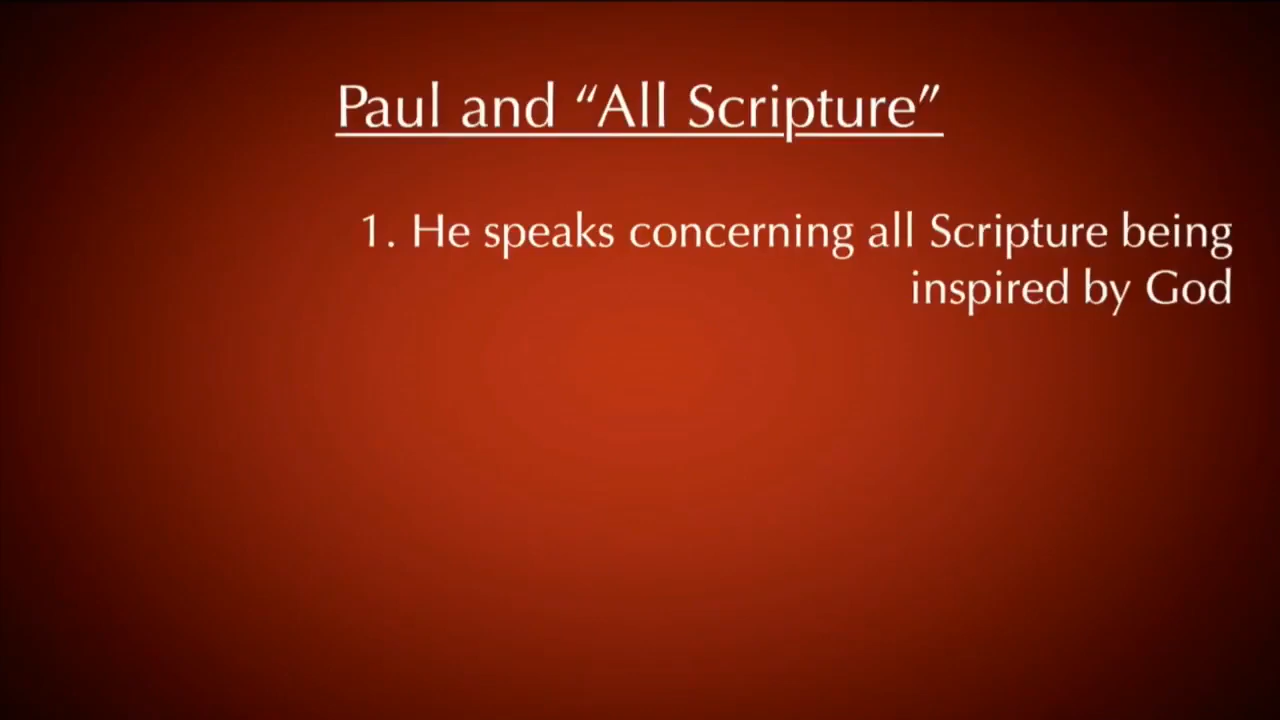 Paul and “All Scripture”
1. He speaks concerning all Scripture being
inspired by God